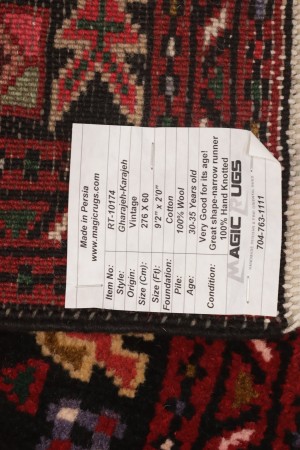 Made in Persia
www.magicrugs.com
Item No: RT-10174
Style: Gharajeh-Karajeh
Origin: Vintage
Size (Cm): 276 X 60
Size (Ft): 9'2" x 2'0"
Foundation: Cotton
Pile: 100% Wool
Age: 30-35 Years old
Condition: Very Good for its age!
Great shape-narrow runner
100% Hand Knotted
MAGIC RUGS
704-763-1111